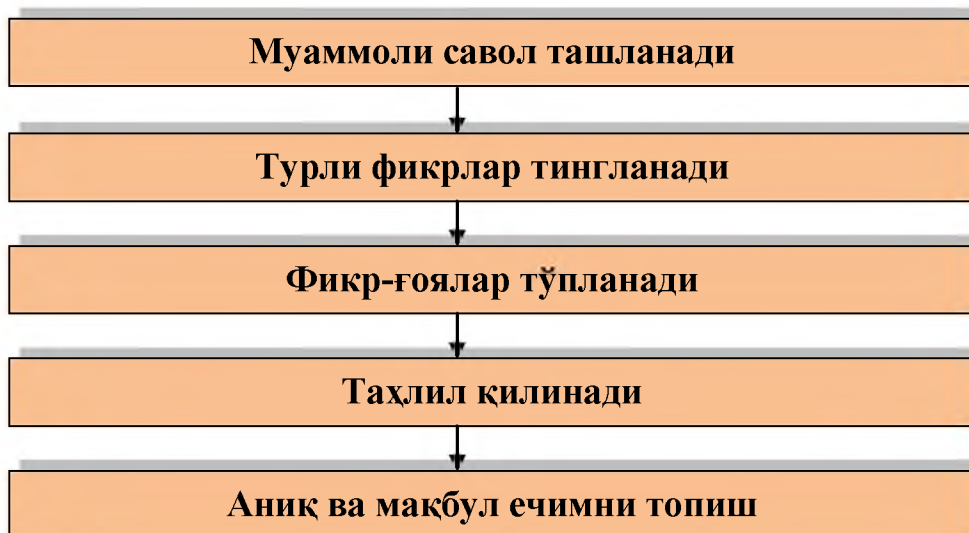 Муаммоли савол ташланади
Турли фикрлар тингланади
Фикр-ғоялар тўпланади
Таҳлил қилинади
Аниқ ва мақбул ечимни топиш